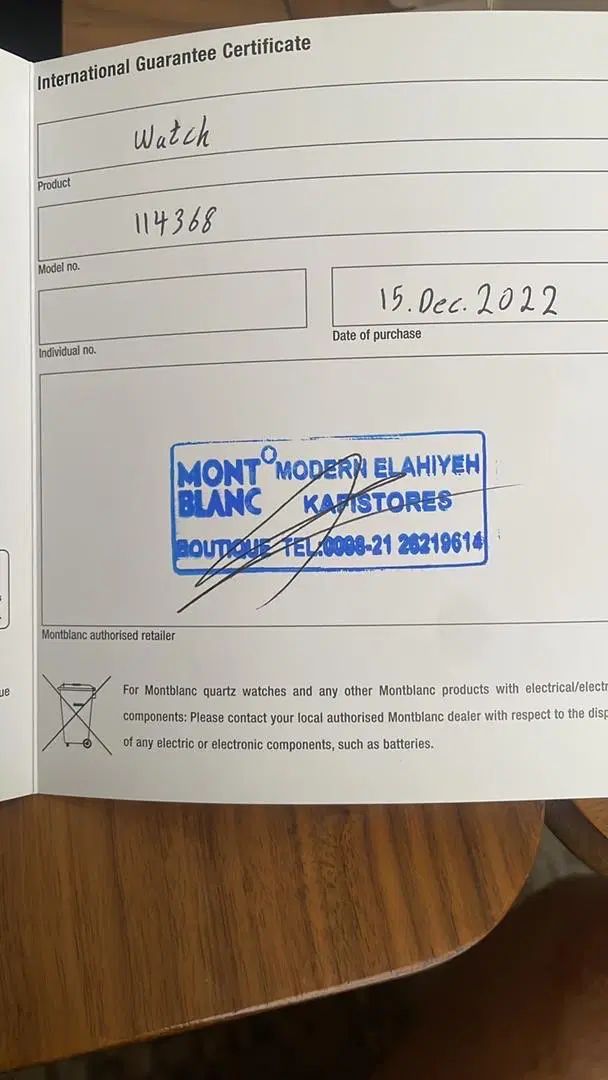 International Guarantee Certificate
Watch
Product
114368
Model no.
15. Dec. 2022
Individual no.
Date of purchase
MONT BLANC
MODERN ELAHIYEH
KAFISTORES
BOUTIQUE TEL:0098-21 26219614
Montblanc authorised retailer
For Montblanc quartz watches and any other Montblanc products with electrical/electr
components: Please contact your local authorised Montblanc dealer with respect to the disp
of any electric or electronic components, such as batteries.